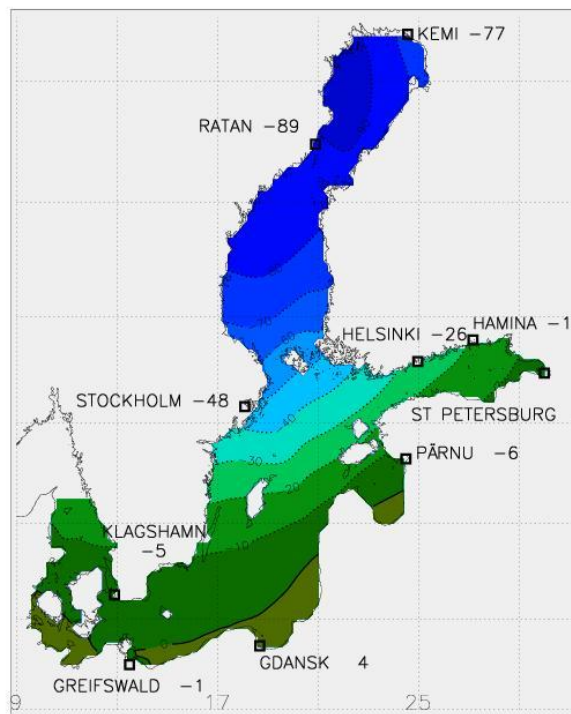 KEMI -77
RATAN -89
HAMINA -1
HELSINKI -26
STOCKHOLM -48
ST PETERSBURG
PÄRNU -6
KLAGSHAMN
-5
GDANSK 4
GREIFSWALD -1
9 17 25